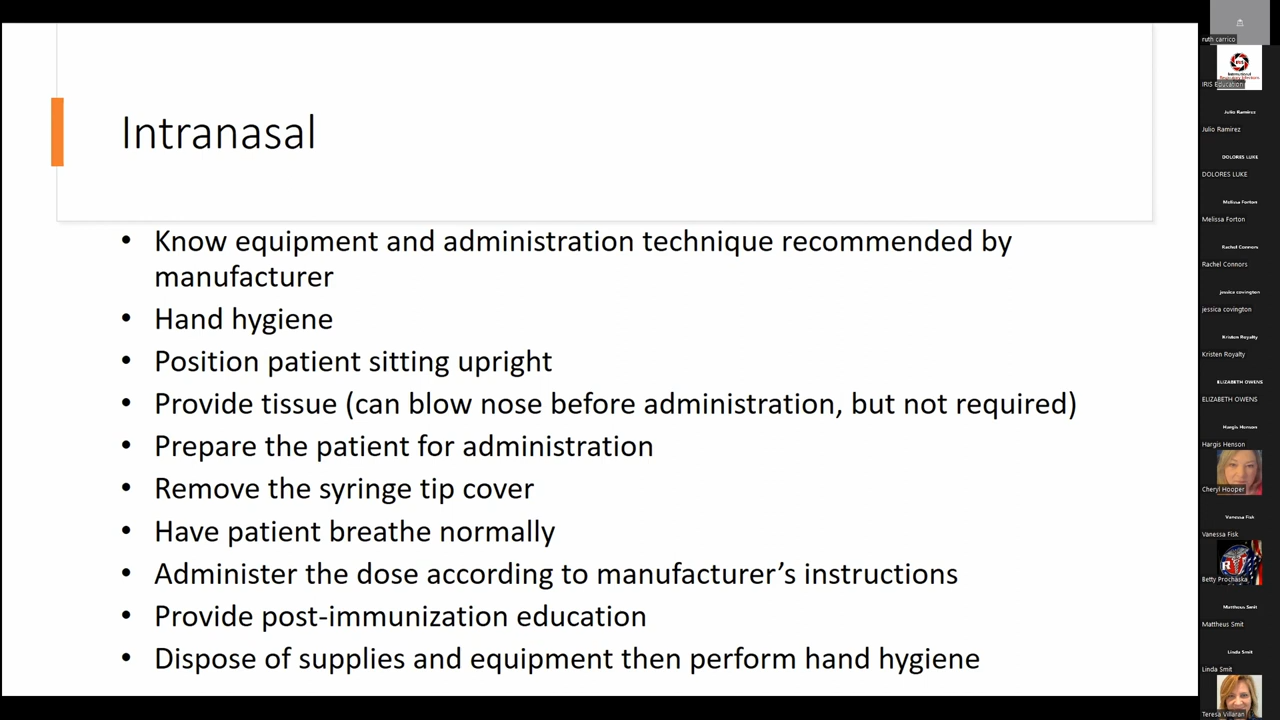 Intranasal
• Know equipment and administration technique recommended by
manufacturer
• Hand hygiene
• Position patient sitting upright
• Provide tissue (can blow nose before administration, but not required)
• Prepare the patient for administration
• Remove the syringe tip cover
• Have patient breathe normally
• Administer the dose according to manufacturer’s instructions
• Provide post-immunization education
• Dispose of supplies and equipment then perform hand hygiene
ruth carrico
IRIS
IRIS Education
Julio Ramirez
Julio Ramirez
DOLORES LUKE
DOLORES LUKE
Melissa Forton
Melissa Forton
Rachel Connors
Rachel Connors
jessica covington
jessica covington
Kristen Royalty
Kristen Royalty
ELIZABETH OWENS
ELIZABETH OWENS
Hargis Henson
Hargis Henson
Cheryl Hooper
Vanessa Fisk
Vanessa Fisk
Betty Prochaska
Mattheus Smit
Mattheus Smit
Linda Smit
Linda Smit
Teresa Villaran